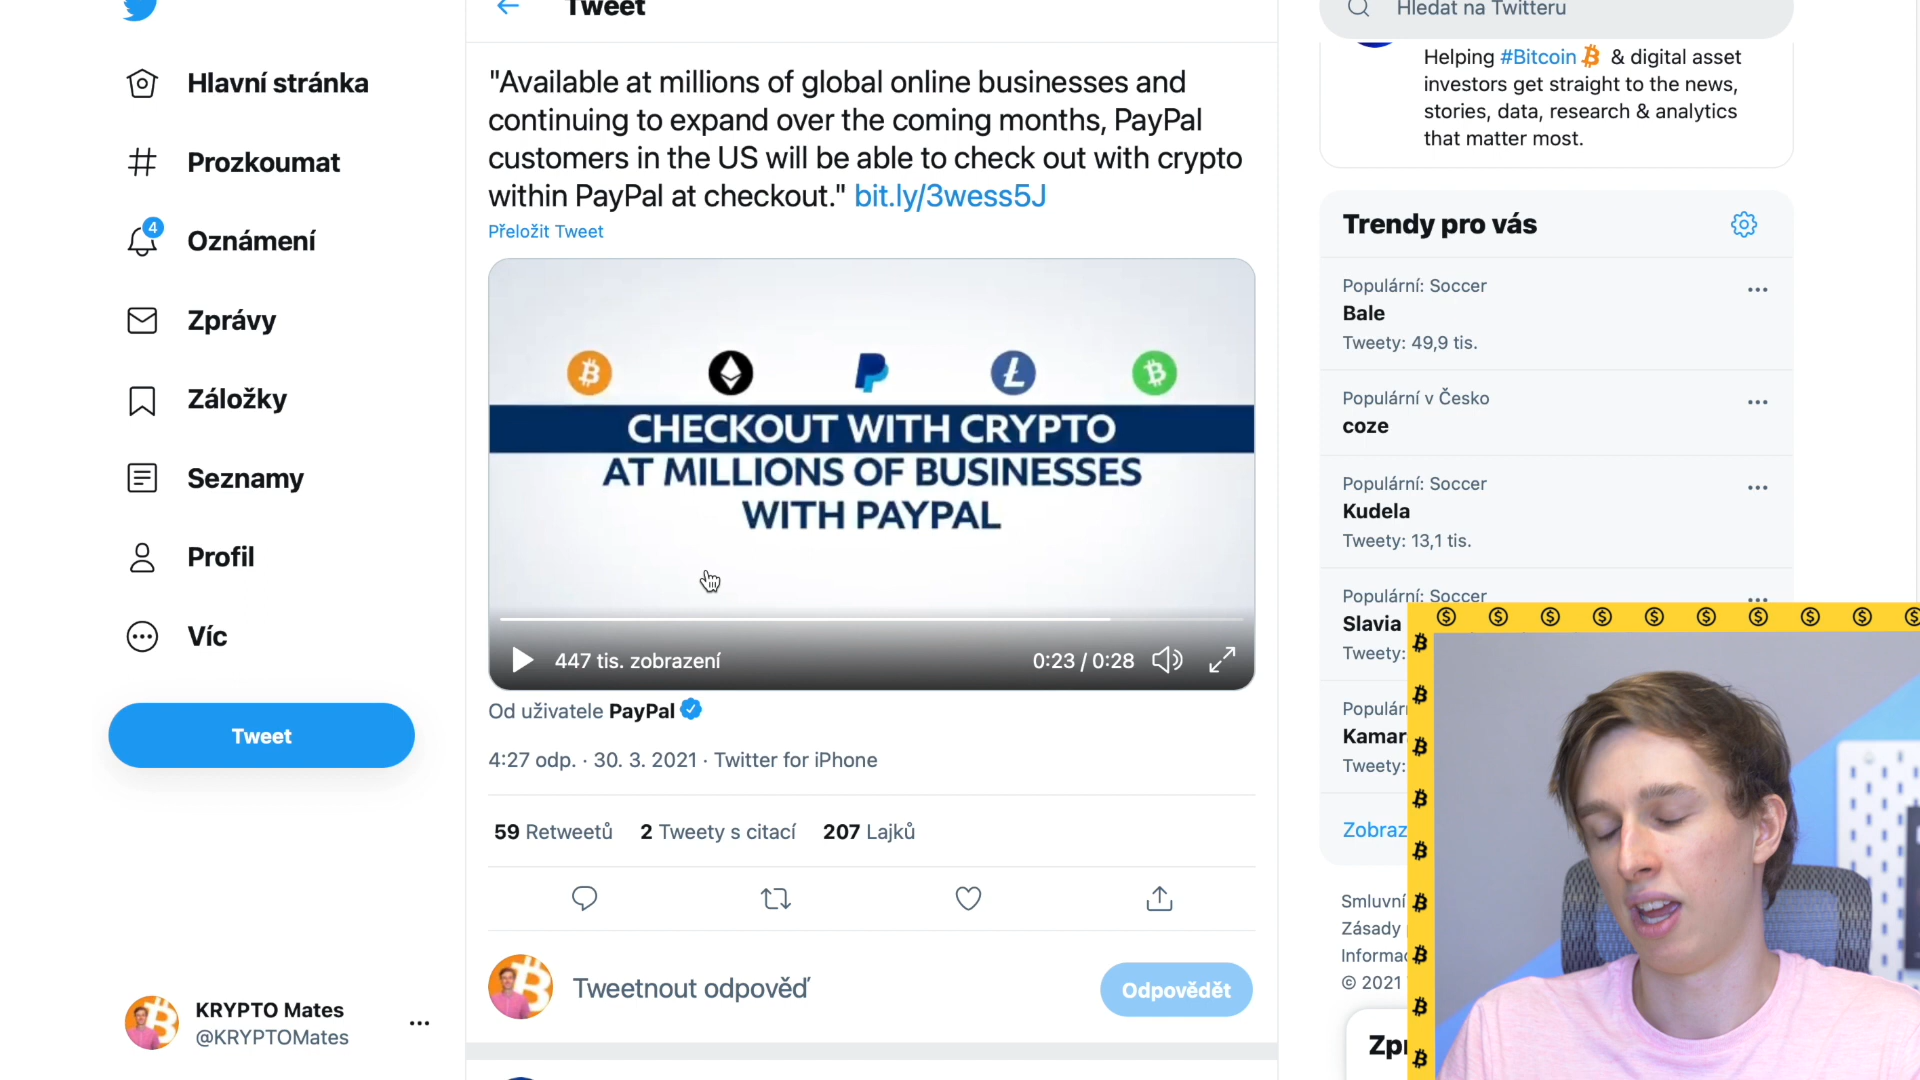 Hlavní stránka
Prozkoumat
4
Oznámení
Zprávy
Záložky
Seznamy
Profil
Víc
Tweet
KRYPTO Mates
@KRYPTOMates
Tweet
"Available at millions of global online businesses and
continuing to expand over the coming months, PayPal
customers in the US will be able to check out with crypto
within PayPal at checkout." bit.ly/3wess5J
Přeložit Tweet
CHECKOUT WITH CRYPTO
AT MILLIONS OF BUSINESSES
WITH PAYPAL
447 tis. zobrazení
0:23 / 0:28
Od uživatele PayPal
4:27 odp. · 30. 3. 2021 · Twitter for iPhone
59 Retweetů 2 Tweety s citací 207 Lajků
Tweetnout odpověď
Odpovědět
Hledat na Twitteru
Helping #Bitcoin & digital asset
investors get straight to the news,
stories, data, research & analytics
that matter most.
Trendy pro vás
Populární: Soccer
Bale
Tweety: 49,9 tis.
Populární v Česko
coze
Populární: Soccer
Kudela
Tweety: 13,1 tis.
Populární: Soccer
Slavia
Tweety:
Populár
Kamar
Tweety:
Zobraz
Smluvní
Zásady
Informac
© 2021
Zpr